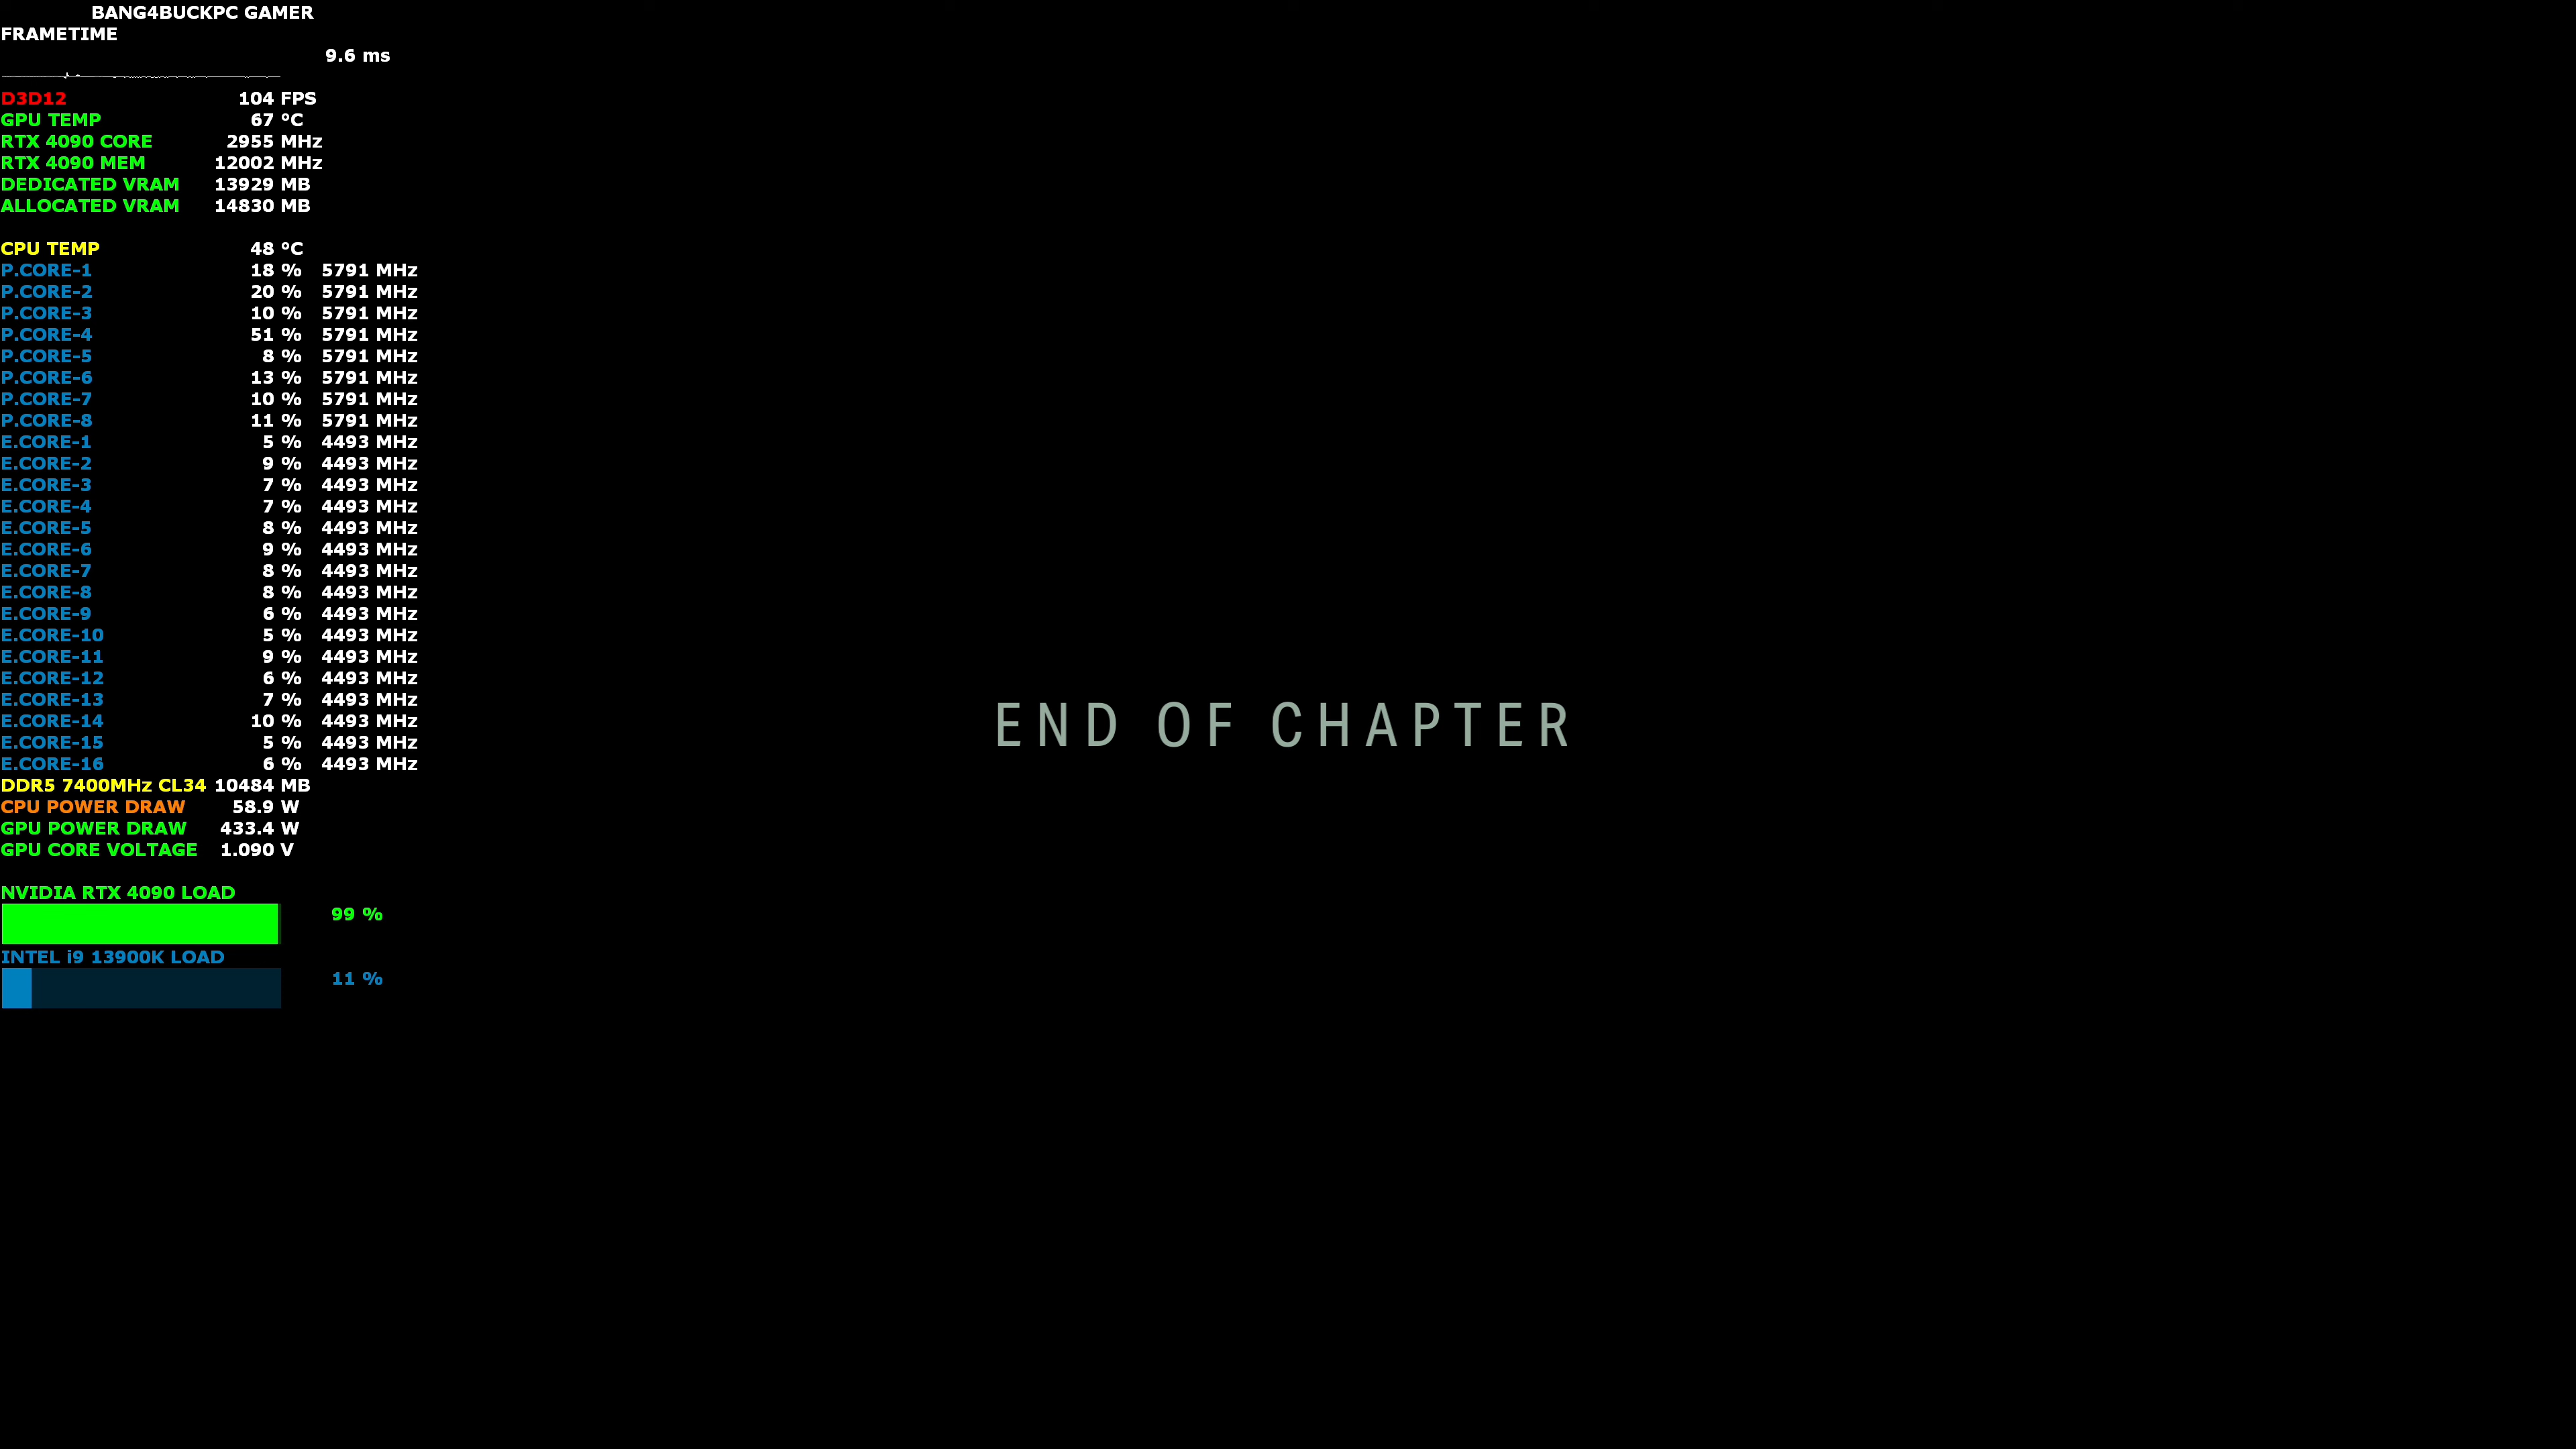 BANG4BUCKPC GAMER
FRAMETIME
9.6 ms
D3D12 104 FPS
GPU TEMP 67 °C
RTX 4090 CORE 2955 MHz
RTX 4090 MEM 12002 MHz
DEDICATED VRAM 13929 MB
ALLOCATED VRAM 14830 MB
CPU TEMP 48 °C
P.CORE-1 18 % 5791 MHz
P.CORE-2 20 % 5791 MHz
P.CORE-3 10 % 5791 MHz
P.CORE-4 51 % 5791 MHz
P.CORE-5 8 % 5791 MHz
P.CORE-6 13 % 5791 MHz
P.CORE-7 10 % 5791 MHz
P.CORE-8 11 % 5791 MHz
E.CORE-1 5 % 4493 MHz
E.CORE-2 9 % 4493 MHz
E.CORE-3 7 % 4493 MHz
E.CORE-4 7 % 4493 MHz
E.CORE-5 8 % 4493 MHz
E.CORE-6 9 % 4493 MHz
E.CORE-7 8 % 4493 MHz
E.CORE-8 8 % 4493 MHz
E.CORE-9 6 % 4493 MHz
E.CORE-10 5 % 4493 MHz
E.CORE-11 9 % 4493 MHz
E.CORE-12 6 % 4493 MHz
E.CORE-13 7 % 4493 MHz
E.CORE-14 10 % 4493 MHz
E.CORE-15 5 % 4493 MHz
E.CORE-16 6 % 4493 MHz
DDR5 7400MHz CL34 10484 MB
CPU POWER DRAW 58.9 W
GPU POWER DRAW 433.4 W
GPU CORE VOLTAGE 1.090 V
NVIDIA RTX 4090 LOAD
99 %
INTEL i9 13900K LOAD
11 %
END OF CHAPTER